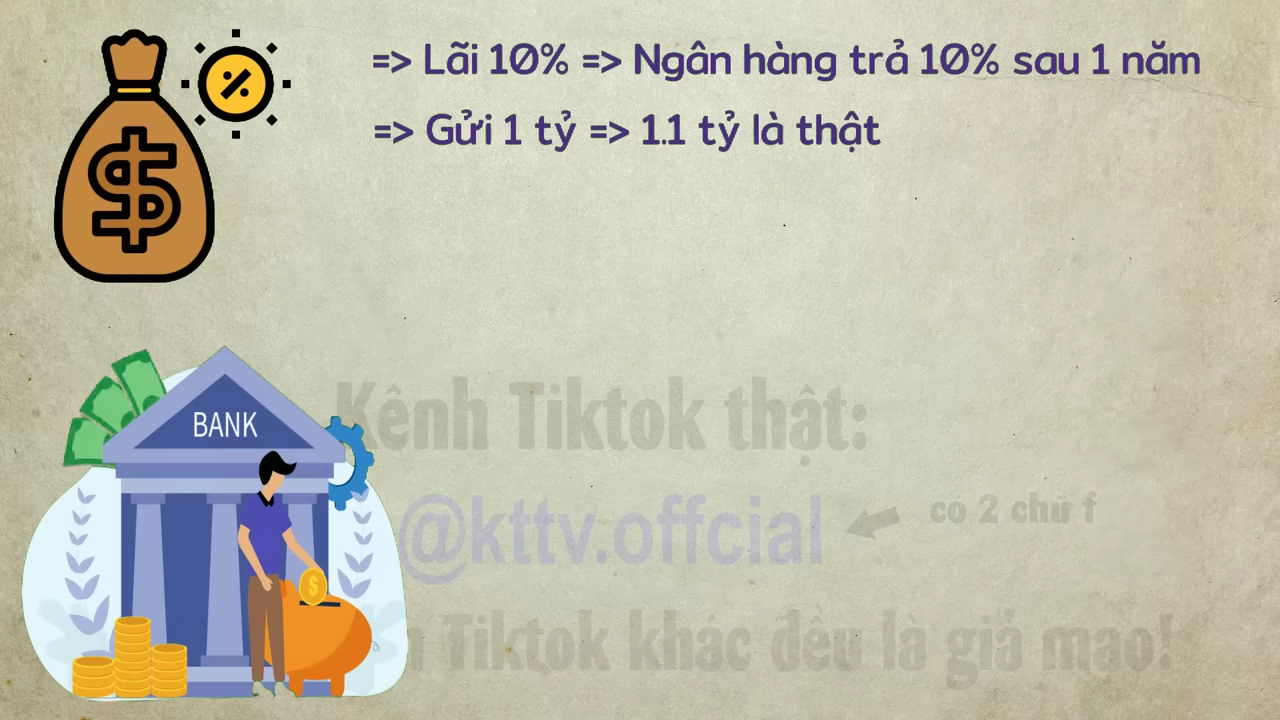 => Lãi 10% => Ngân hàng trả 10% sau 1 năm
=> Gửi 1 tỷ => 1.1 tỷ là thật
BANK
Kênh Tiktok thật:
@kttv.offcial
có 2 chữ f
Tiktok khác đều là giả mạo!